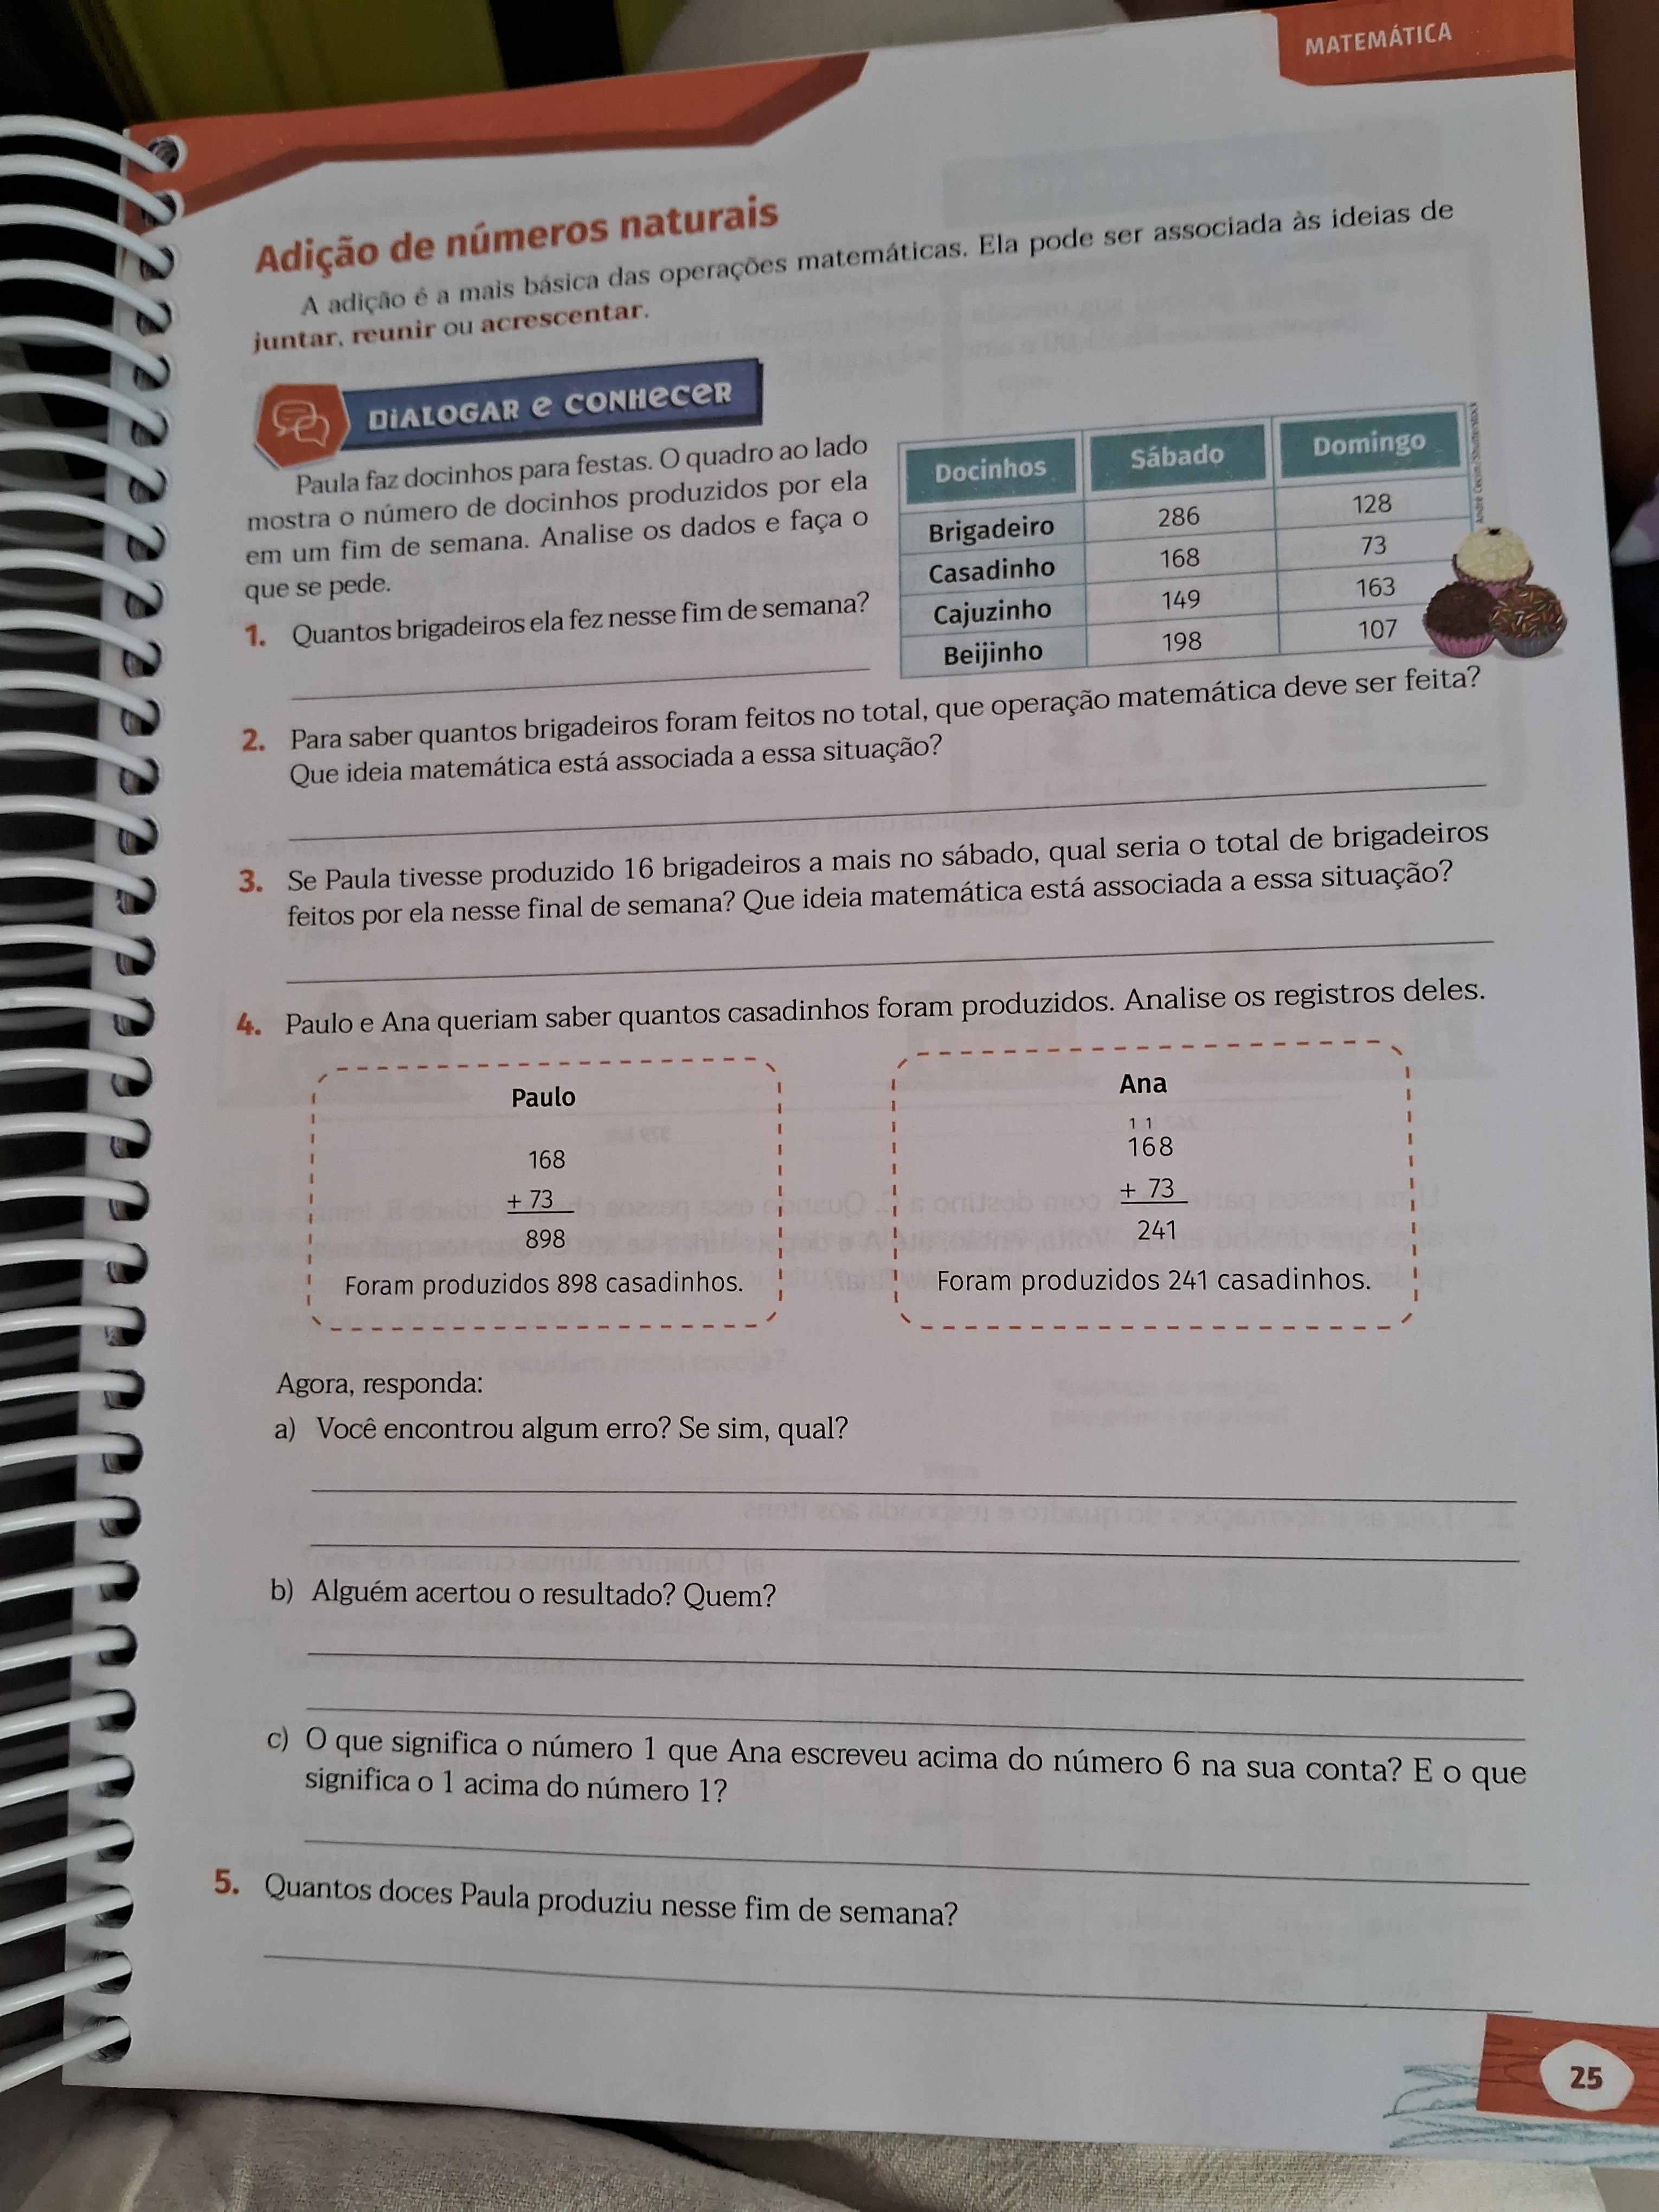 MATEMÁTICA
Adição de números naturais
A adição é a mais básica das operações matemáticas. Ela pode ser associada às ideias de
juntar, reunir ou acrescentar.
DiALOGAR e CONHecer
Paula faz docinhos para festas. O quadro ao lado
mostra o número de docinhos produzidos por ela
em um fim de semana. Analise os dados e faça o
que se pede.
Docinhos Sábado Domingo
Brigadeiro 286 128
Casadinho 168 73
Cajuzinho 149 163
Beijinho 198 107
André Cecim/Shutterstock
1. Quantos brigadeiros ela fez nesse fim de semana?
2. Para saber quantos brigadeiros foram feitos no total, que operação matemática deve ser feita?
Que ideia matemática está associada a essa situação?
3. Se Paula tivesse produzido 16 brigadeiros a mais no sábado, qual seria o total de brigadeiros
feitos por ela nesse final de semana? Que ideia matemática está associada a essa situação?
4. Paulo e Ana queriam saber quantos casadinhos foram produzidos. Analise os registros deles.
Paulo
168
+ 73
898
Foram produzidos 898 casadinhos.
Ana
1 1
168
+ 73
241
Foram produzidos 241 casadinhos.
Agora, responda:
a) Você encontrou algum erro? Se sim, qual?
b) Alguém acertou o resultado? Quem?
c) O que significa o número 1 que Ana escreveu acima do número 6 na sua conta? E o que
significa o 1 acima do número 1?
5. Quantos doces Paula produziu nesse fim de semana?
25